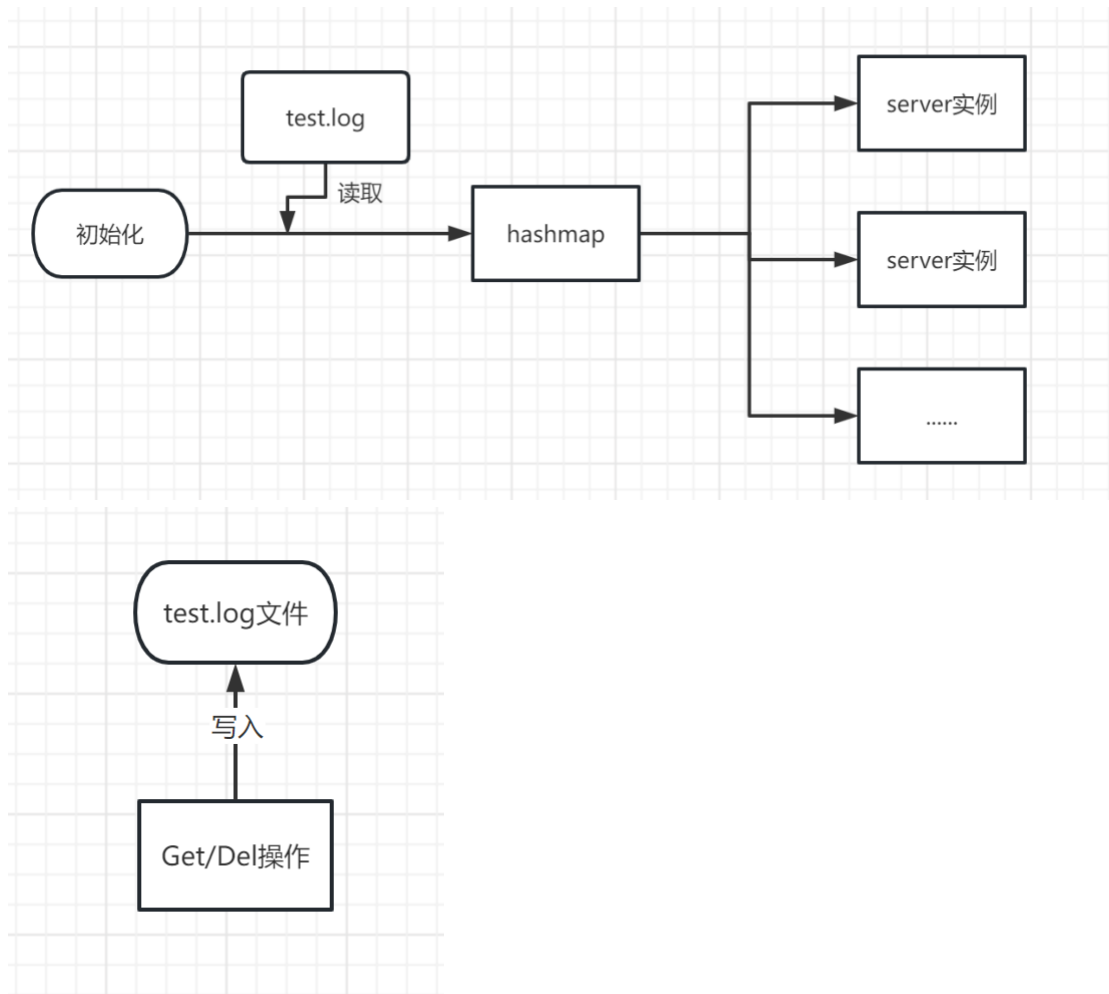 test.log
读取
初始化
hashmap
server实例
server实例
......
test.log文件
写入
Get/Del操作